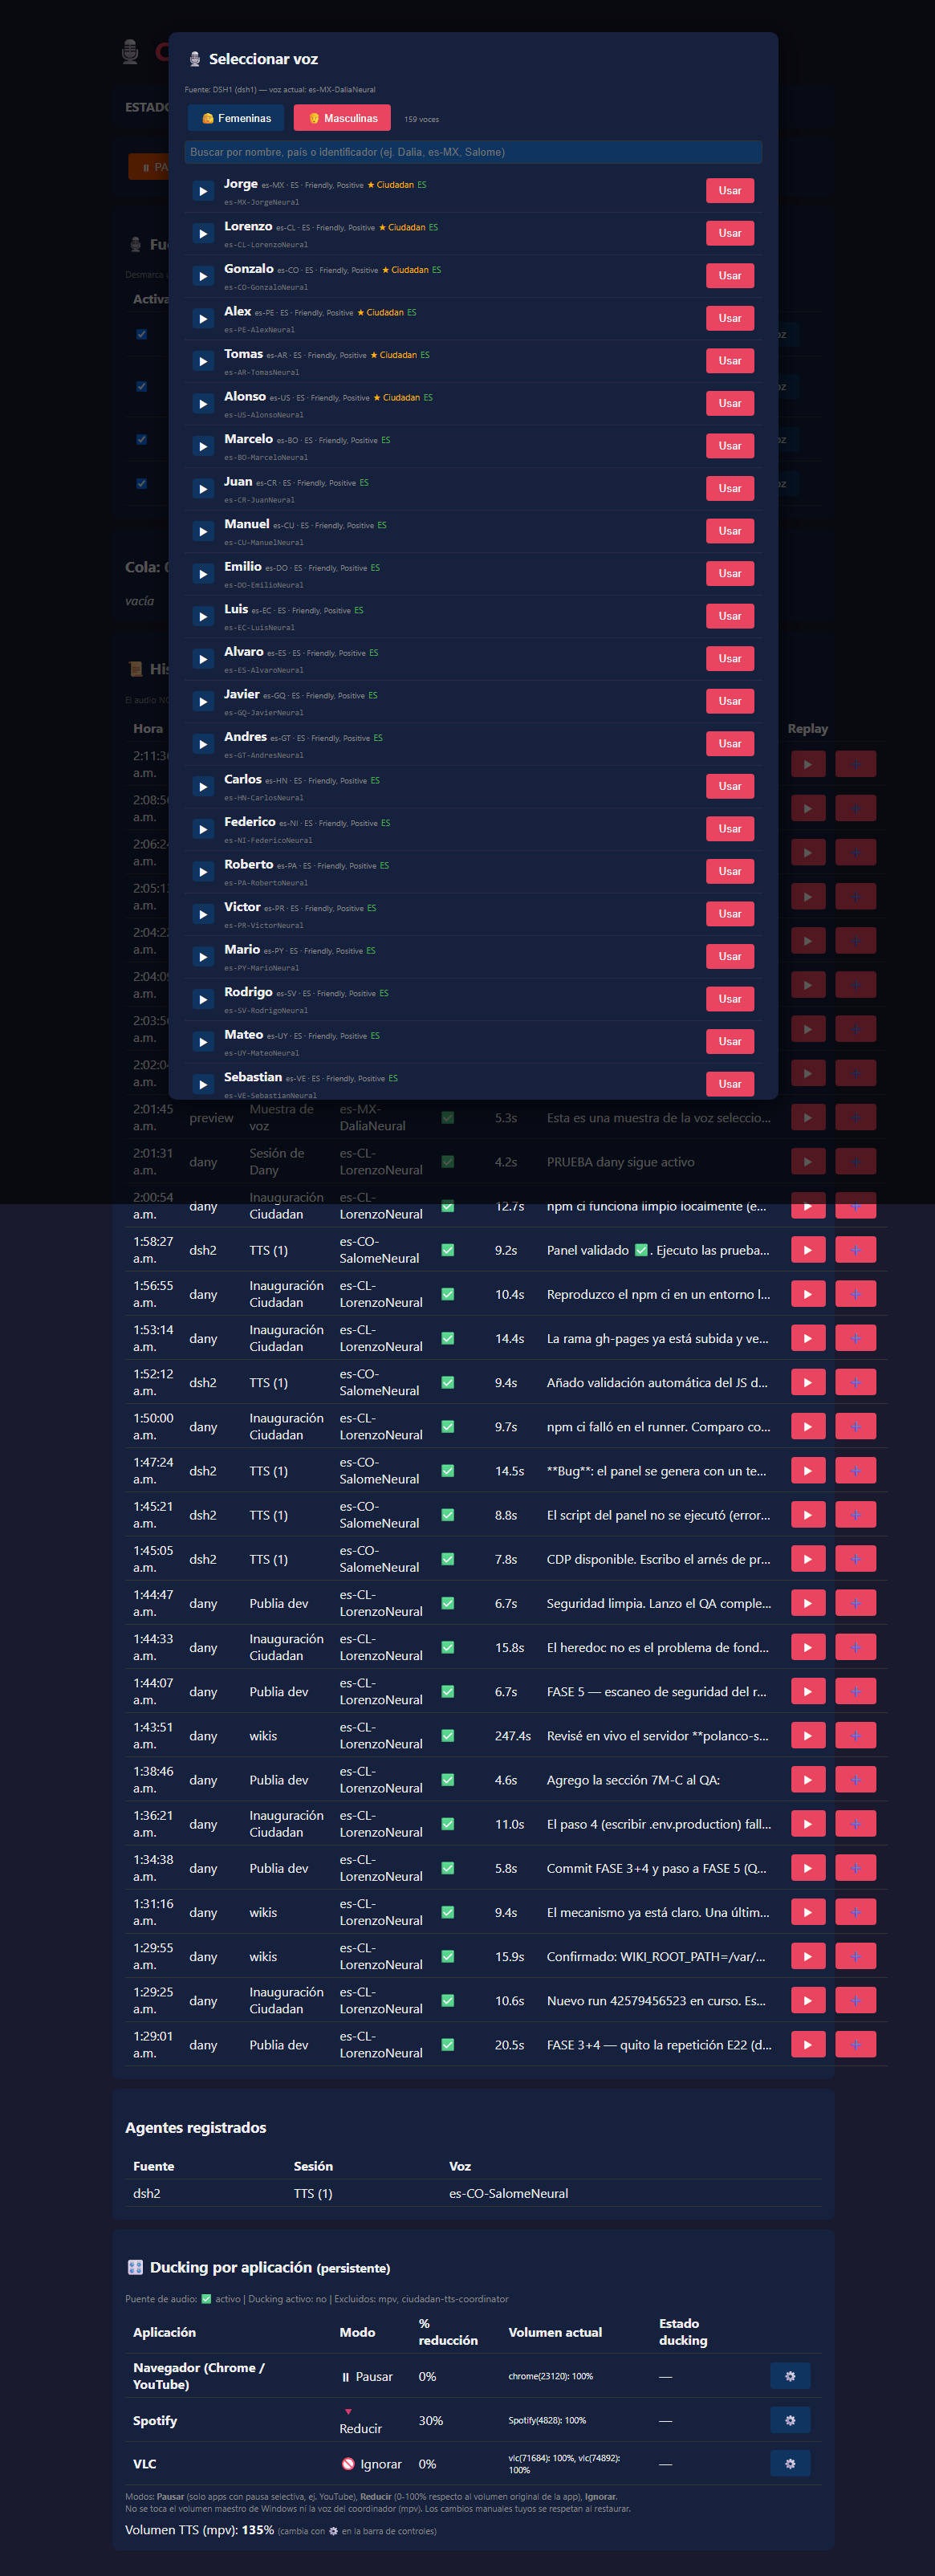 C
🎙 Seleccionar voz
Fuente: DSH1 (dsh1) — voz actual: es-MX-DaliaNeural
Femeninas Masculinas 159 voces
Buscar por nombre, país o identificador (ej. Dalia, es-MX, Salome)
Jorge es-MX · ES · Friendly, Positive ★ Ciudadan ES Usar
es-MX-JorgeNeural
Lorenzo es-CL · ES · Friendly, Positive ★ Ciudadan ES Usar
es-CL-LorenzoNeural
Gonzalo es-CO · ES · Friendly, Positive ★ Ciudadan ES Usar
es-CO-GonzaloNeural
Alex es-PE · ES · Friendly, Positive ★ Ciudadan ES Usar
es-PE-AlexNeural
Tomas es-AR · ES · Friendly, Positive ★ Ciudadan ES Usar
es-AR-TomasNeural
Alonso es-US · ES · Friendly, Positive ★ Ciudadan ES Usar
es-US-AlonsoNeural
Marcelo es-BO · ES · Friendly, Positive ES Usar
es-BO-MarceloNeural
Juan es-CR · ES · Friendly, Positive ES Usar
es-CR-JuanNeural
Manuel es-CU · ES · Friendly, Positive ES Usar
es-CU-ManuelNeural
Emilio es-DO · ES · Friendly, Positive ES Usar
es-DO-EmilioNeural
Luis es-EC · ES · Friendly, Positive ES Usar
es-EC-LuisNeural
Alvaro es-ES · ES · Friendly, Positive ES Usar
es-ES-AlvaroNeural
Javier es-GQ · ES · Friendly, Positive ES Usar
es-GQ-JavierNeural
Andres es-GT · ES · Friendly, Positive ES Usar
es-GT-AndresNeural
Carlos es-HN · ES · Friendly, Positive ES Usar
es-HN-CarlosNeural
Federico es-NI · ES · Friendly, Positive ES Usar
es-NI-FedericoNeural
Roberto es-PA · ES · Friendly, Positive ES Usar
es-PA-RobertoNeural
Victor es-PR · ES · Friendly, Positive ES Usar
es-PR-VictorNeural
Mario es-PY · ES · Friendly, Positive ES Usar
es-PY-MarioNeural
Rodrigo es-SV · ES · Friendly, Positive ES Usar
es-SV-RodrigoNeural
Mateo es-UY · ES · Friendly, Positive ES Usar
es-UY-MateoNeural
Sebastian es-VE · ES · Friendly, Positive ES Usar
es-VE-SebastianNeural
ESTADO
PA
Fue
Desmarca
Activa
oz
oz
oz
Cola: 0
vacía
His
El audio NO
Hora Replay
2:11:3
a.m.
2:08:5
a.m.
2:06:2
a.m.
2:05:1
a.m.
2:04:2
a.m.
2:04:0
a.m.
2:03:5
a.m.
2:02:0
a.m.
2:01:45 a.m. preview Muestra de voz es-MX-DaliaNeural ✅ 5.3s Esta es una muestra de la voz seleccio...
2:01:31 a.m. dany Sesión de Dany es-CL-LorenzoNeural ✅ 4.2s PRUEBA dany sigue activo
2:00:54 a.m. dany Inauguración Ciudadan es-CL-LorenzoNeural ✅ 12.7s npm ci funciona limpio localmente (e...
1:58:27 a.m. dsh2 TTS (1) es-CO-SalomeNeural ✅ 9.2s Panel validado ✅. Ejecuto las prueba...
1:56:55 a.m. dany Inauguración Ciudadan es-CL-LorenzoNeural ✅ 10.4s Reproduzco el npm ci en un entorno l...
1:53:14 a.m. dany Inauguración Ciudadan es-CL-LorenzoNeural ✅ 14.4s La rama gh-pages ya está subida y ve...
1:52:12 a.m. dsh2 TTS (1) es-CO-SalomeNeural ✅ 9.4s Añado validación automática del JS d...
1:50:00 a.m. dany Inauguración Ciudadan es-CL-LorenzoNeural ✅ 9.7s npm ci falló en el runner. Comparo co...
1:47:24 a.m. dsh2 TTS (1) es-CO-SalomeNeural ✅ 14.5s **Bug**: el panel se genera con un te...
1:45:21 a.m. dsh2 TTS (1) es-CO-SalomeNeural ✅ 8.8s El script del panel no se ejecutó (error...
1:45:05 a.m. dsh2 TTS (1) es-CO-SalomeNeural ✅ 7.8s CDP disponible. Escribo el arnés de pr...
1:44:47 a.m. dany Publia dev es-CL-LorenzoNeural ✅ 6.7s Seguridad limpia. Lanzo el QA comple...
1:44:33 a.m. dany Inauguración Ciudadan es-CL-LorenzoNeural ✅ 15.8s El heredoc no es el problema de fond...
1:44:07 a.m. dany Publia dev es-CL-LorenzoNeural ✅ 6.7s FASE 5 — escaneo de seguridad del r...
1:43:51 a.m. dany wikis es-CL-LorenzoNeural ✅ 247.4s Revisé en vivo el servidor **polanco-s...
1:38:46 a.m. dany Publia dev es-CL-LorenzoNeural ✅ 4.6s Agrego la sección 7M-C al QA:
1:36:21 a.m. dany Inauguración Ciudadan es-CL-LorenzoNeural ✅ 11.0s El paso 4 (escribir .env.production) fall...
1:34:38 a.m. dany Publia dev es-CL-LorenzoNeural ✅ 5.8s Commit FASE 3+4 y paso a FASE 5 (Q...
1:31:16 a.m. dany wikis es-CL-LorenzoNeural ✅ 9.4s El mecanismo ya está claro. Una últim...
1:29:55 a.m. dany wikis es-CL-LorenzoNeural ✅ 15.9s Confirmado: WIKI_ROOT_PATH=/var/...
1:29:25 a.m. dany Inauguración Ciudadan es-CL-LorenzoNeural ✅ 10.6s Nuevo run 42579456523 en curso. Es...
1:29:01 a.m. dany Publia dev es-CL-LorenzoNeural ✅ 20.5s FASE 3+4 — quito la repetición E22 (d...
Agentes registrados
Fuente Sesión Voz
dsh2 TTS (1) es-CO-SalomeNeural
Ducking por aplicación (persistente)
Puente de audio: ✅ activo | Ducking activo: no | Excluidos: mpv, ciudadan-tts-coordinator
Aplicación Modo % reducción Volumen actual Estado ducking
Navegador (Chrome / YouTube) ⏸ Pausar 0% chrome(23120): 100% —
Spotify 🔻 Reducir 30% Spotify(4828): 100% —
VLC 🚫 Ignorar 0% vlc(71684): 100%, vlc(74892): 100% —
Modos: Pausar (solo apps con pausa selectiva, ej. YouTube), Reducir (0-100% respecto al volumen original de la app), Ignorar.
No se toca el volumen maestro de Windows ni la voz del coordinador (mpv). Los cambios manuales tuyos se respetan al restaurar.
Volumen TTS (mpv): 135% (cambia con ⚙ en la barra de controles)